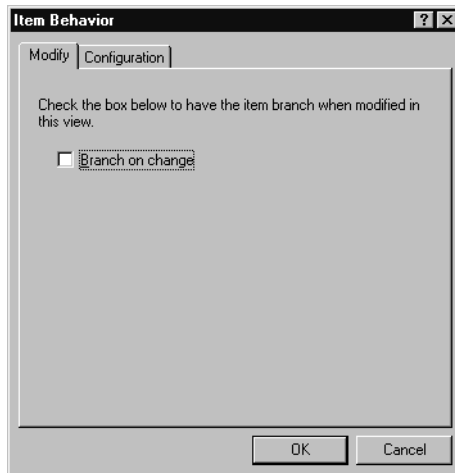 Item Behavior
Modify
Configuration
Check the box below to have the item branch when modified in
this view.
Branch on change
OK
Cancel